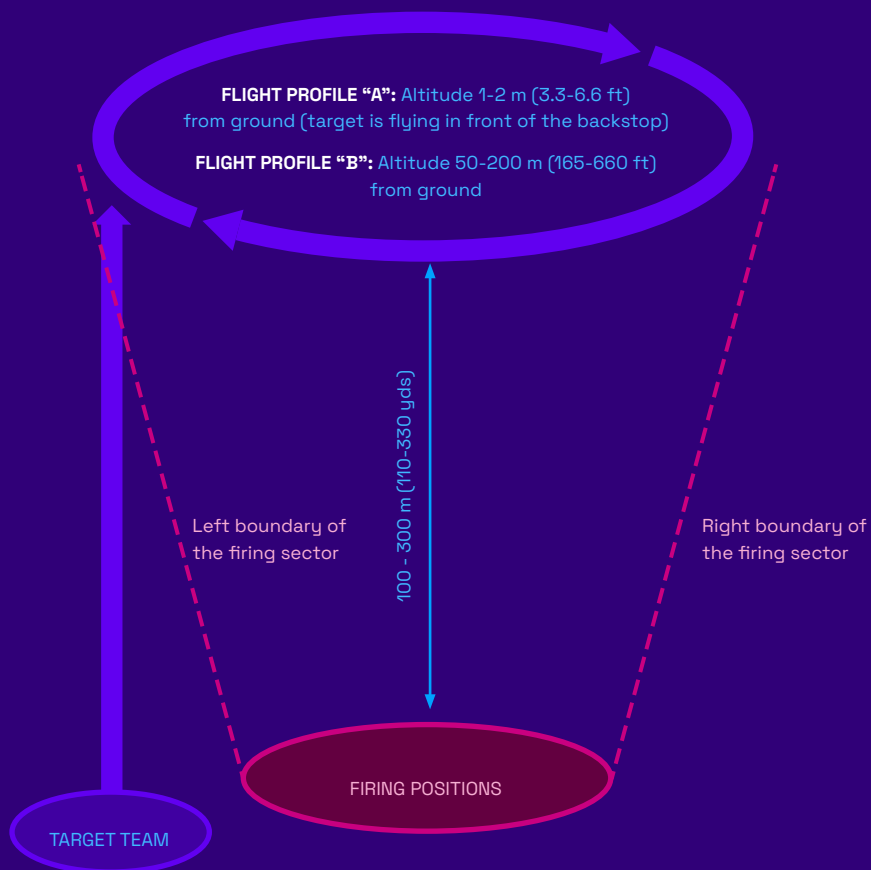 FLIGHT PROFILE “A”: Altitude 1-2 m (3.3-6.6 ft)
from ground (target is flying in front of the backstop)
FLIGHT PROFILE “B”: Altitude 50-200 m (165-660 ft)
from ground
100 - 300 m (110-330 yds)
Left boundary of
the firing sector
Right boundary of
the firing sector
FIRING POSITIONS
TARGET TEAM